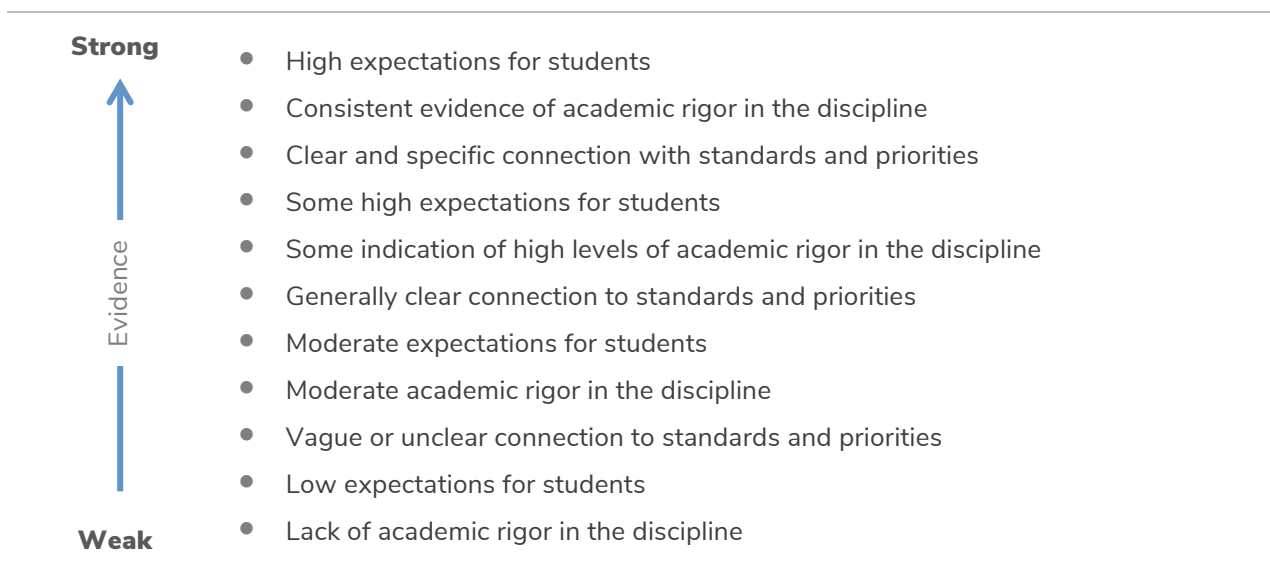 Strong
• High expectations for students
• Consistent evidence of academic rigor in the discipline
• Clear and specific connection with standards and priorities
• Some high expectations for students
• Some indication of high levels of academic rigor in the discipline
• Generally clear connection to standards and priorities
• Moderate expectations for students
• Moderate academic rigor in the discipline
• Vague or unclear connection to standards and priorities
• Low expectations for students
• Lack of academic rigor in the discipline
Evidence
Weak